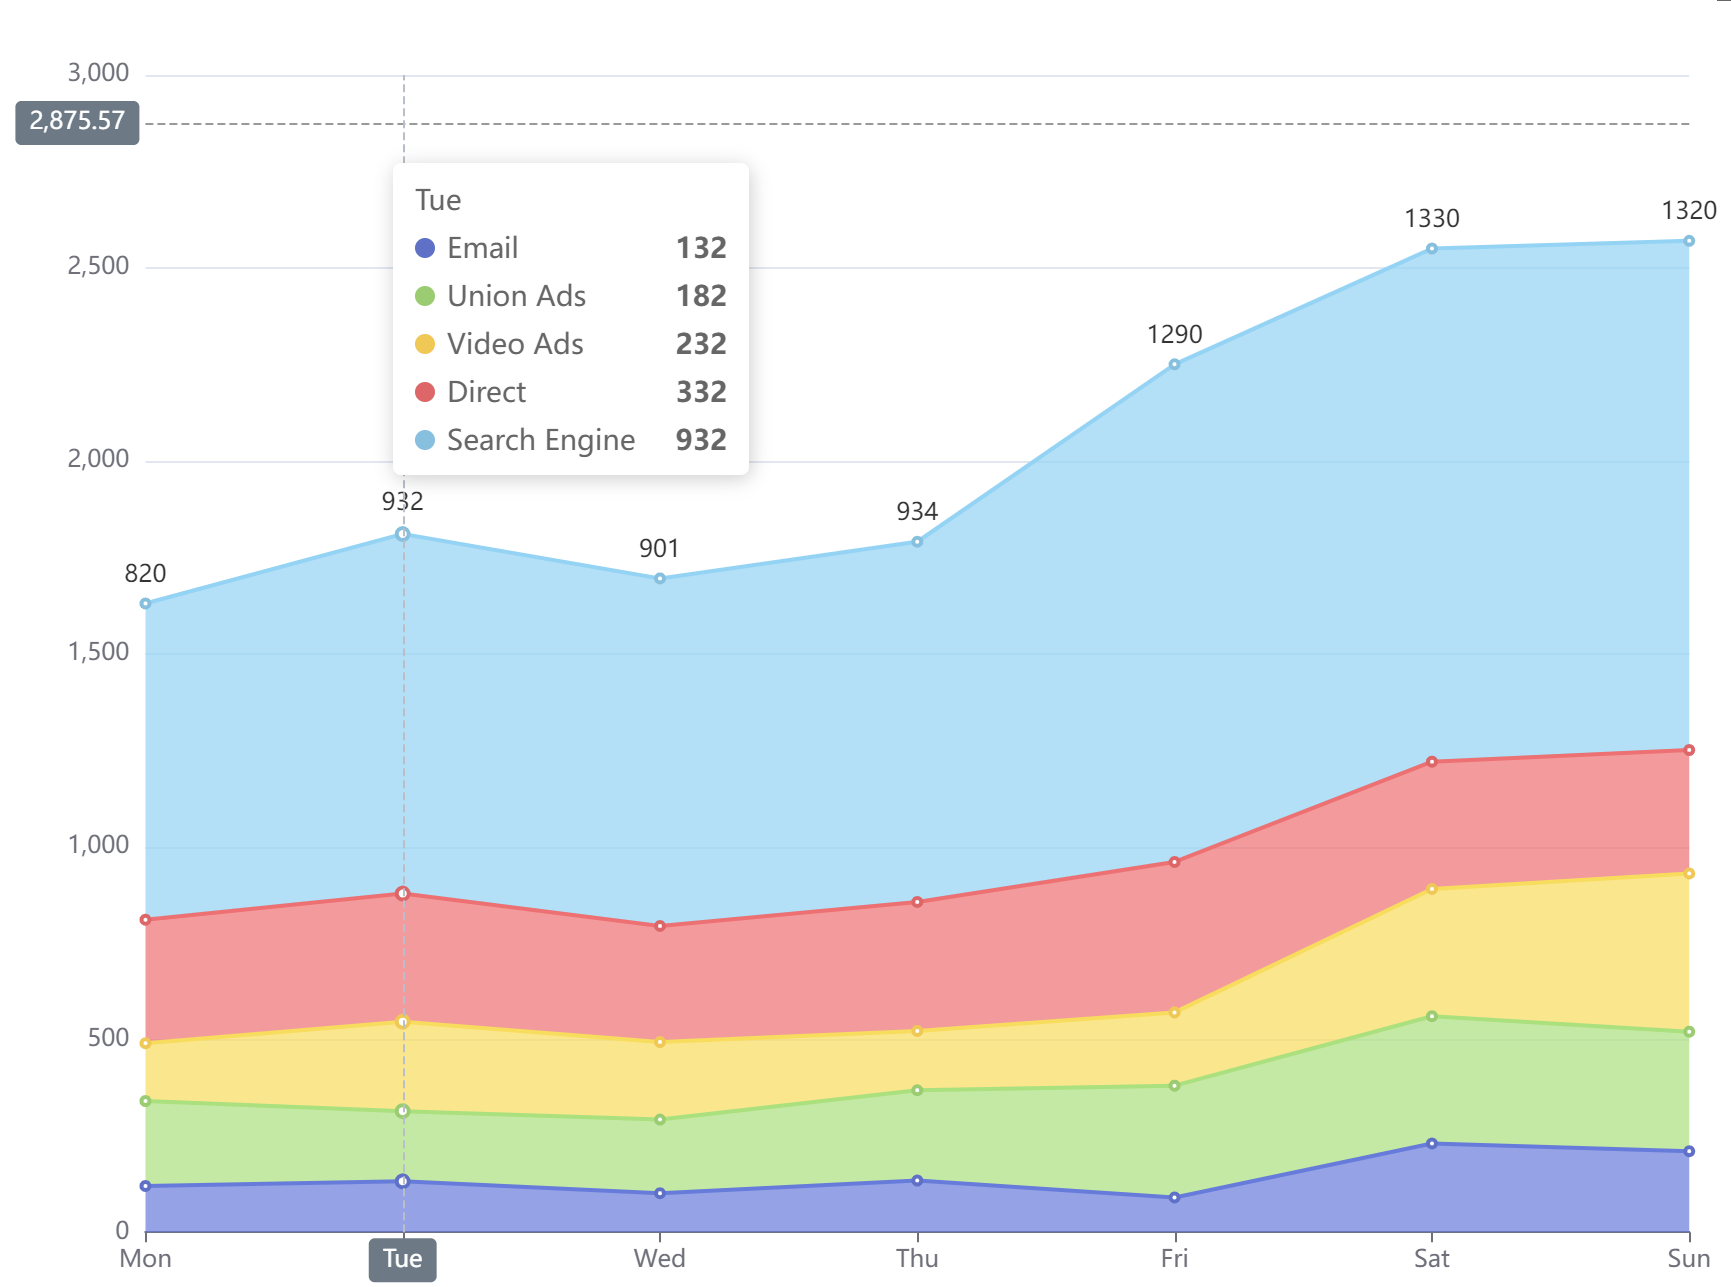 3,000
2,875.57
Tue
Email 132
Union Ads 182
Video Ads 232
Direct 332
Search Engine 932
2,500
2,000
1,500
1,000
500
0
820
932
901
934
1290
1330
1320
Mon Tue Wed Thu Fri Sat Sun